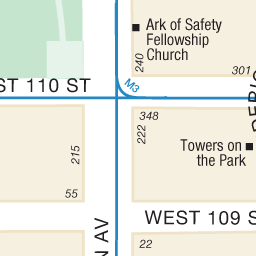 Ark of Safety
Fellowship
Church
240
301
ST 110 ST
M3
348
222
215
Towers on
the Park
55
WEST 109 S
N AV
22